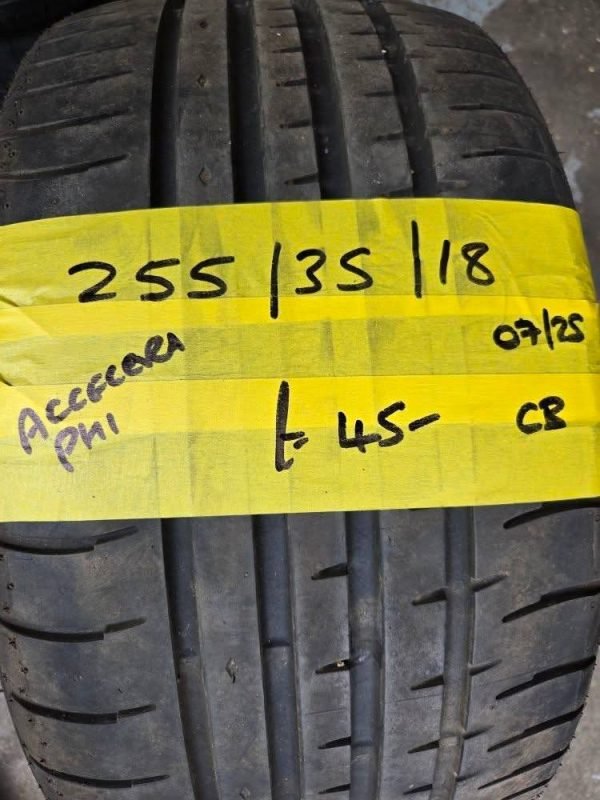 255/35/18
07/25
ACCELERA
PHI
£ 45-
CB